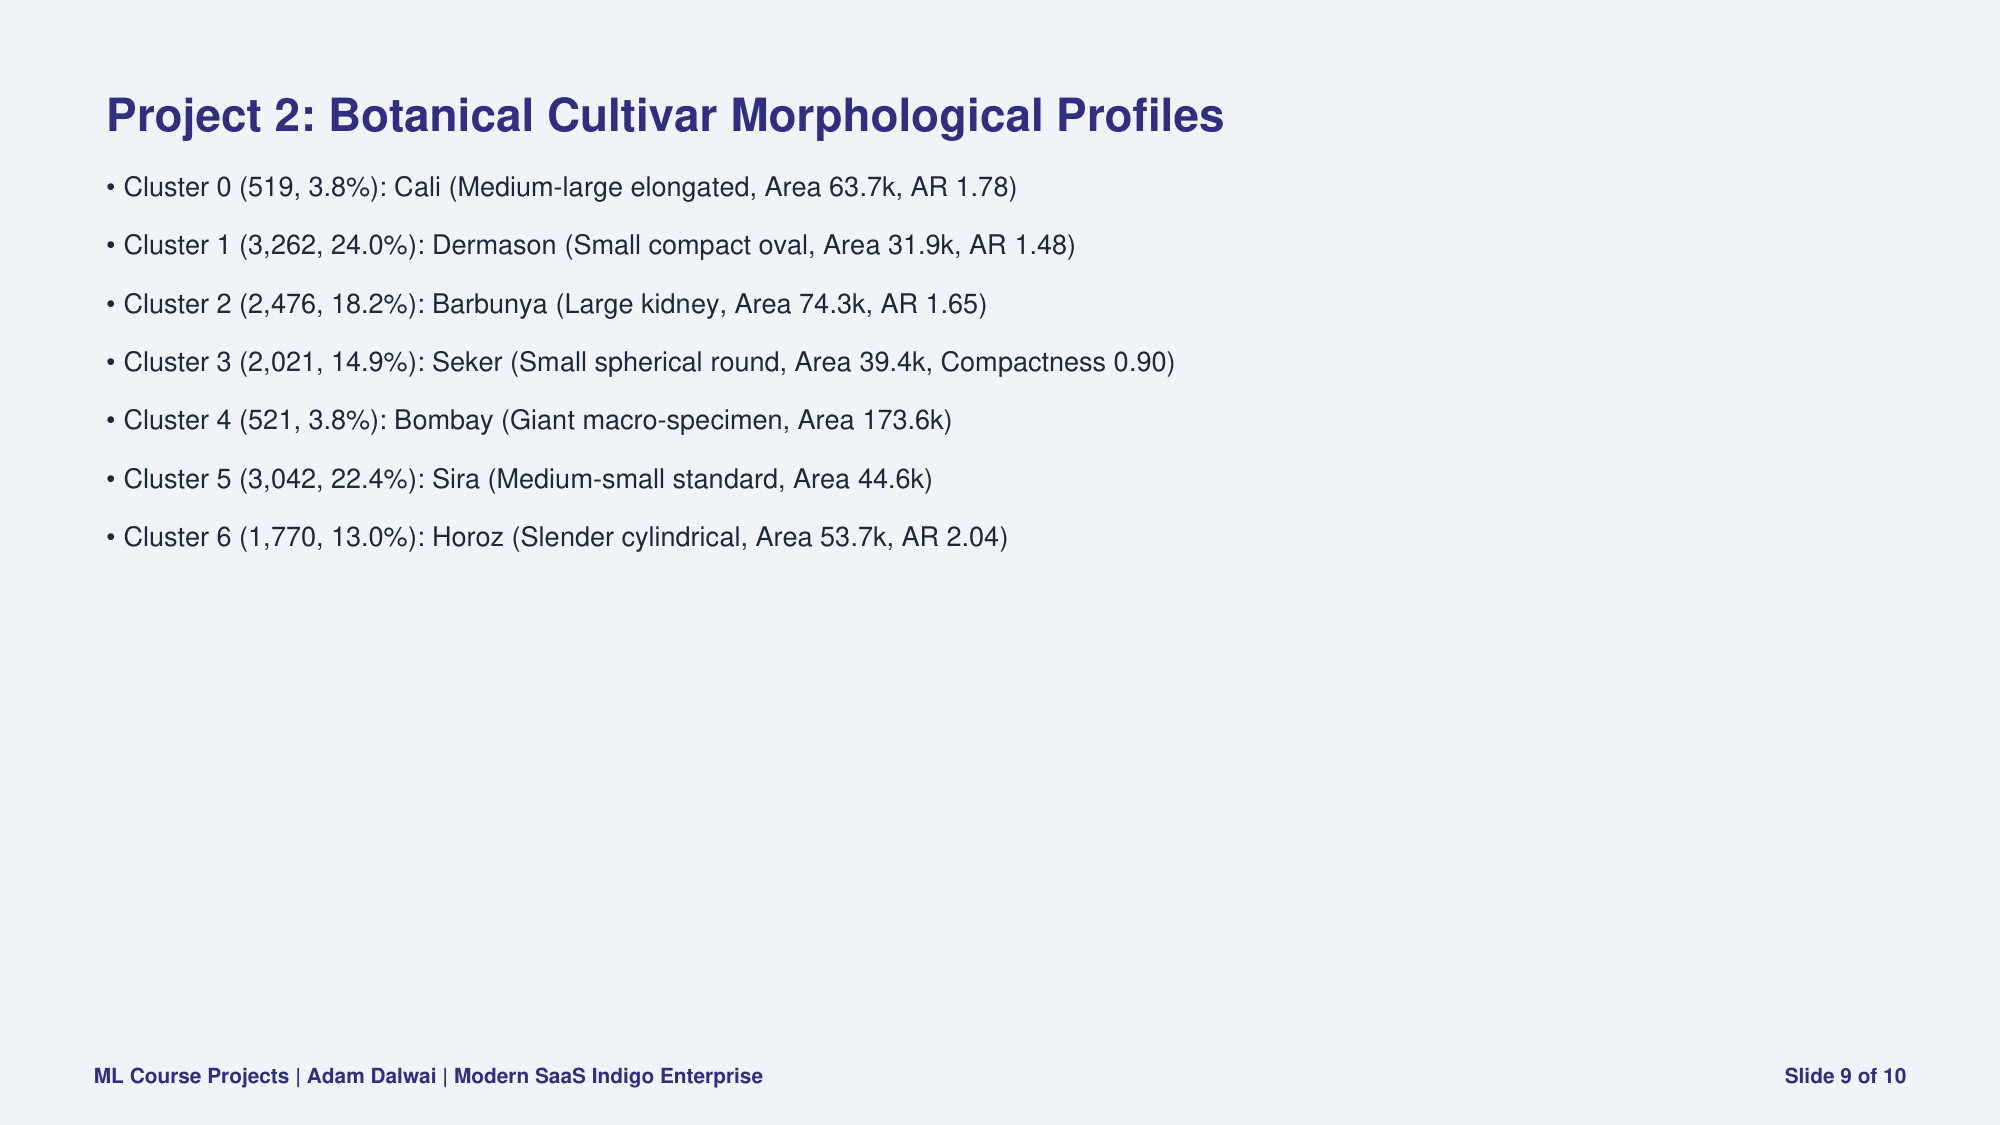 Project 2: Botanical Cultivar Morphological Profiles
• Cluster 0 (519, 3.8%): Cali (Medium-large elongated, Area 63.7k, AR 1.78)
• Cluster 1 (3,262, 24.0%): Dermason (Small compact oval, Area 31.9k, AR 1.48)
• Cluster 2 (2,476, 18.2%): Barbunya (Large kidney, Area 74.3k, AR 1.65)
• Cluster 3 (2,021, 14.9%): Seker (Small spherical round, Area 39.4k, Compactness 0.90)
• Cluster 4 (521, 3.8%): Bombay (Giant macro-specimen, Area 173.6k)
• Cluster 5 (3,042, 22.4%): Sira (Medium-small standard, Area 44.6k)
• Cluster 6 (1,770, 13.0%): Horoz (Slender cylindrical, Area 53.7k, AR 2.04)
ML Course Projects | Adam Dalwai | Modern SaaS Indigo Enterprise
Slide 9 of 10